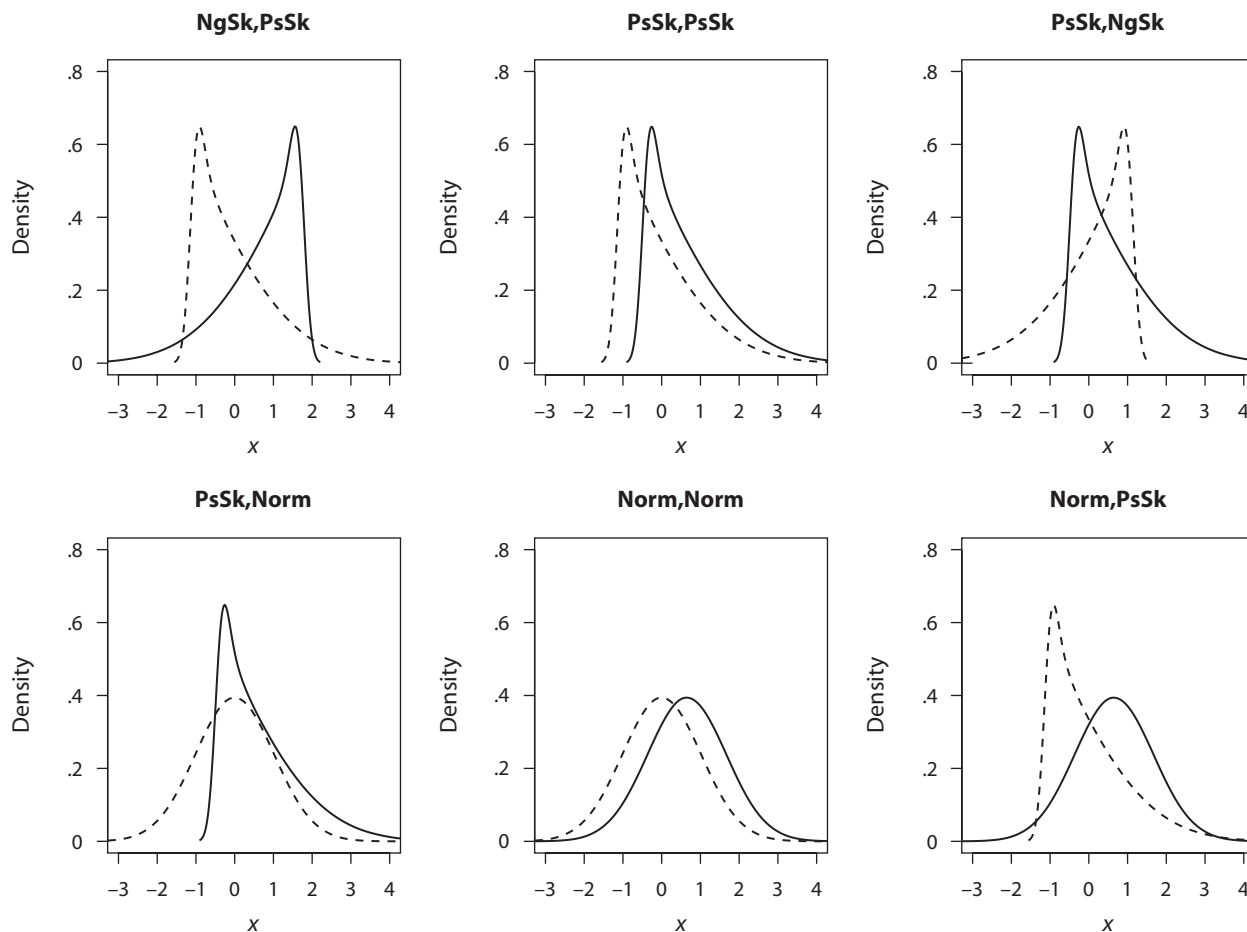 NgSk,PsSk
PsSk,PsSk
PsSk,NgSk
.8
.6
.4
.2
0
Density
–3 –2 –1 0 1 2 3 4
x
.8
.6
.4
.2
0
Density
–3 –2 –1 0 1 2 3 4
x
.8
.6
.4
.2
0
Density
–3 –2 –1 0 1 2 3 4
x
PsSk,Norm
Norm,Norm
Norm,PsSk
.8
.6
.4
.2
0
Density
–3 –2 –1 0 1 2 3 4
x
.8
.6
.4
.2
0
Density
–3 –2 –1 0 1 2 3 4
x
.8
.6
.4
.2
0
Density
–3 –2 –1 0 1 2 3 4
x